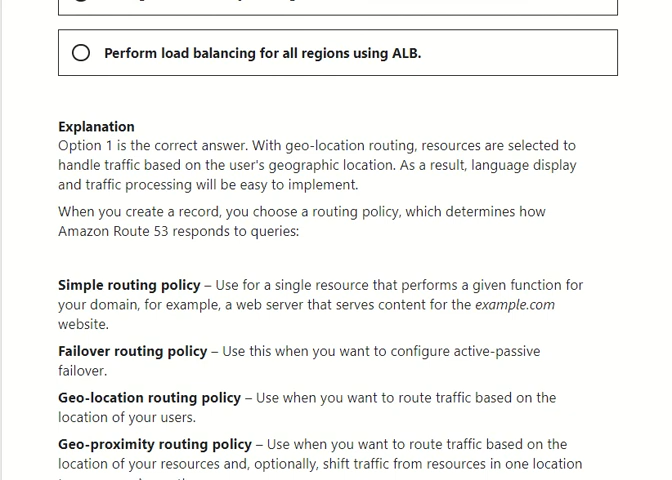 Perform load balancing for all regions using ALB.
Explanation
Option 1 is the correct answer. With geo-location routing, resources are selected to
handle traffic based on the user's geographic location. As a result, language display
and traffic processing will be easy to implement.
When you create a record, you choose a routing policy, which determines how
Amazon Route 53 responds to queries:
Simple routing policy – Use for a single resource that performs a given function for
your domain, for example, a web server that serves content for the example.com
website.
Failover routing policy – Use this when you want to configure active-passive
failover.
Geo-location routing policy – Use when you want to route traffic based on the
location of your users.
Geo-proximity routing policy – Use when you want to route traffic based on the
location of your resources and, optionally, shift traffic from resources in one location